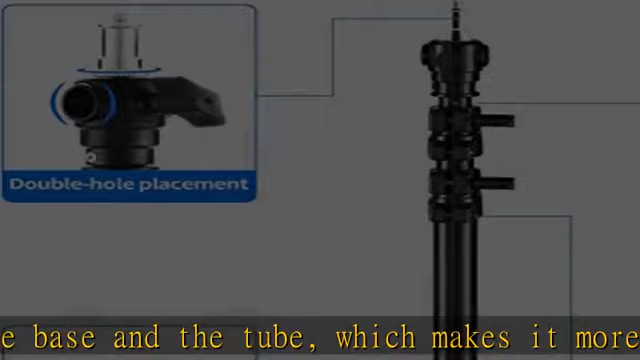 Double-hole placement
e base and the tube, which makes it more